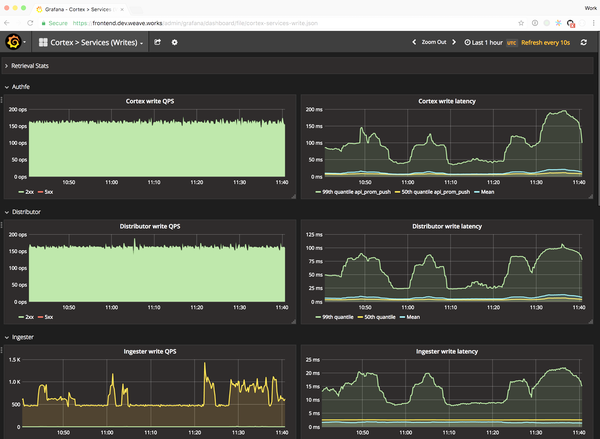 Grafana - Cortex > Services
Work
Secure https://frontend.dev.weave.works/admin/grafana/dashboard/file/cortex-services-write.json
Cortex > Services (Writes)
Zoom Out
Last 1 hour UTC Refresh every 10s
Retrieval Stats
Authfe
Cortex write QPS
200 ops
150 ops
100 ops
50 ops
0 ops
10:50 11:00 11:10 11:20 11:30 11:40
2xx 5xx
Cortex write latency
200 ms
150 ms
100 ms
50 ms
0 ms
10:50 11:00 11:10 11:20 11:30 11:40
99th quantile api_prom_push 50th quantile api_prom_push Mean
Distributor
Distributor write QPS
200 ops
150 ops
100 ops
50 ops
0 ops
10:50 11:00 11:10 11:20 11:30 11:40
2xx 5xx
Distributor write latency
125 ms
100 ms
75 ms
50 ms
25 ms
0 ms
10:50 11:00 11:10 11:20 11:30 11:40
99th quantile 50th quantile Mean
Ingester
Ingester write QPS
1.5 K
1.0 K
500
0
10:50 11:00 11:10 11:20 11:30 11:40
Ingester write latency
25 ms
20 ms
15 ms
10 ms
5 ms
0 ms
10:50 11:00 11:10 11:20 11:30 11:40